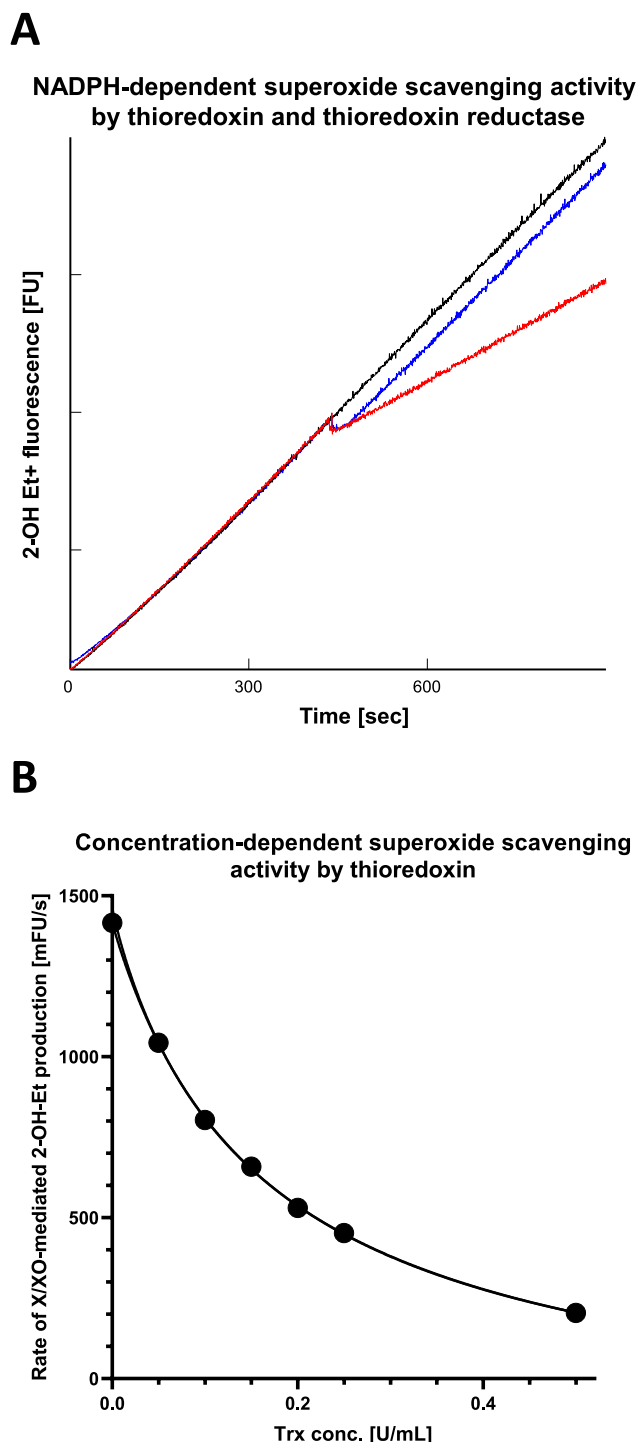 A
NADPH-dependent superoxide scavenging activity
by thioredoxin and thioredoxin reductase
2-OH Et+ fluorescence [FU]
0
300
600
Time [sec]
B
Concentration-dependent superoxide scavenging
activity by thioredoxin
Rate of X/XO-mediated 2-OH-Et production [mFU/s]
1500
1000
500
0
0.0
0.2
0.4
Trx conc. [U/mL]